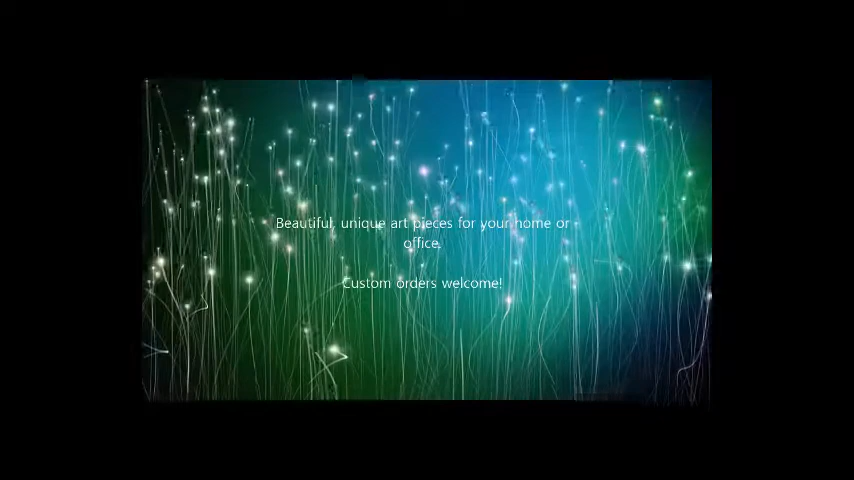 Beautiful, unique art pieces for your home or
office.
Custom orders welcome!